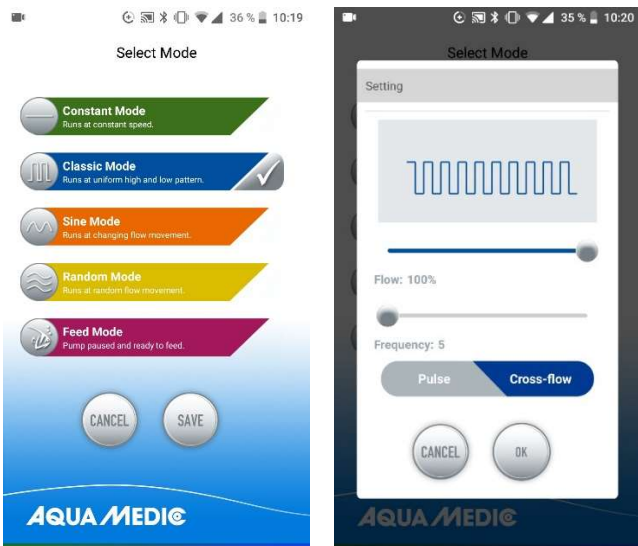 36 % 10:19
Select Mode
Constant Mode
Runs at constant speed.
Classic Mode
Runs at uniform high and low pattern.
Sine Mode
Runs at changing flow movement.
Random Mode
Runs at random flow movement.
Feed Mode
Pump paused and ready to feed.
CANCEL
SAVE
AQUA MEDIC
35 % 10:20
Select Mode
Setting
Flow: 100%
Frequency: 5
Pulse
Cross-flow
CANCEL
OK
AQUA MEDIC